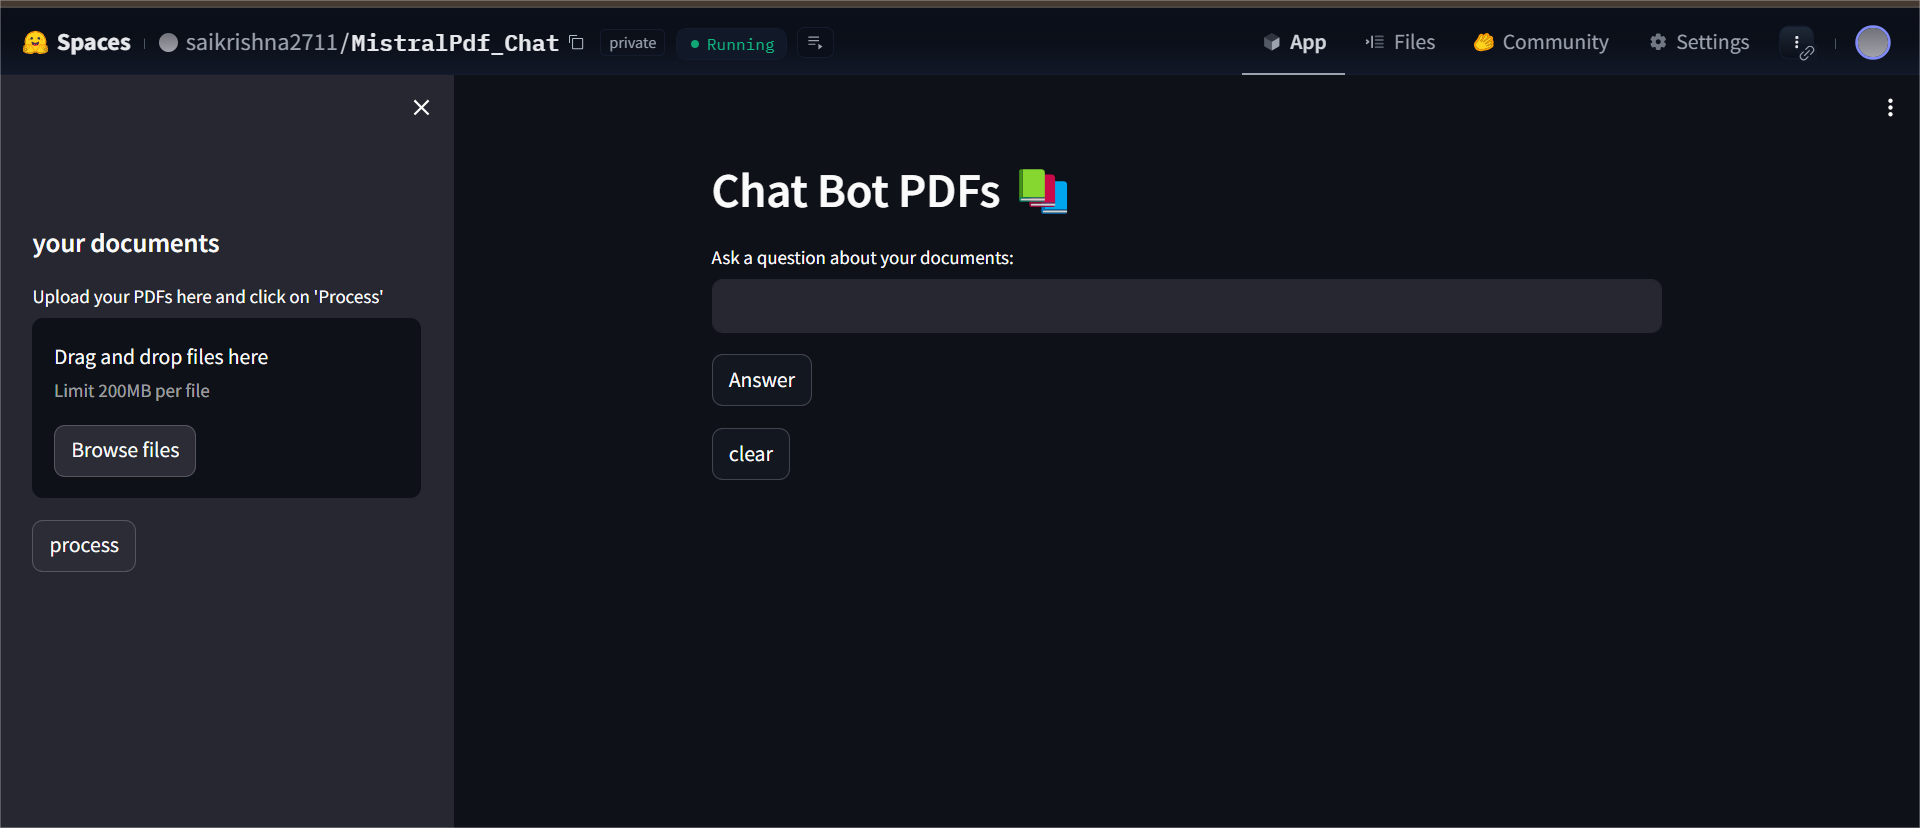 Spaces saikrishna2711/MistralPdf_Chat private Running App Files Community Settings
your documents
Upload your PDFs here and click on 'Process'
Drag and drop files here
Limit 200MB per file
Browse files
process
Chat Bot PDFs
Ask a question about your documents:
Answer
clear